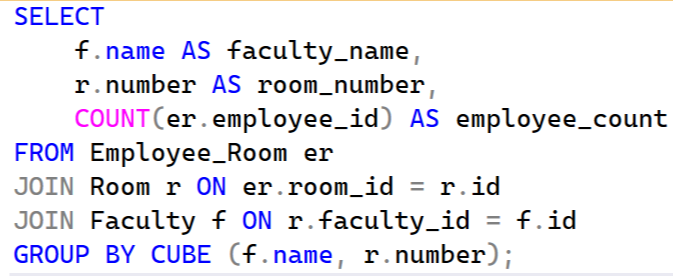 SELECT
    f.name AS faculty_name,
    r.number AS room_number,
    COUNT(er.employee_id) AS employee_count
FROM Employee_Room er
JOIN Room r ON er.room_id = r.id
JOIN Faculty f ON r.faculty_id = f.id
GROUP BY CUBE (f.name, r.number);